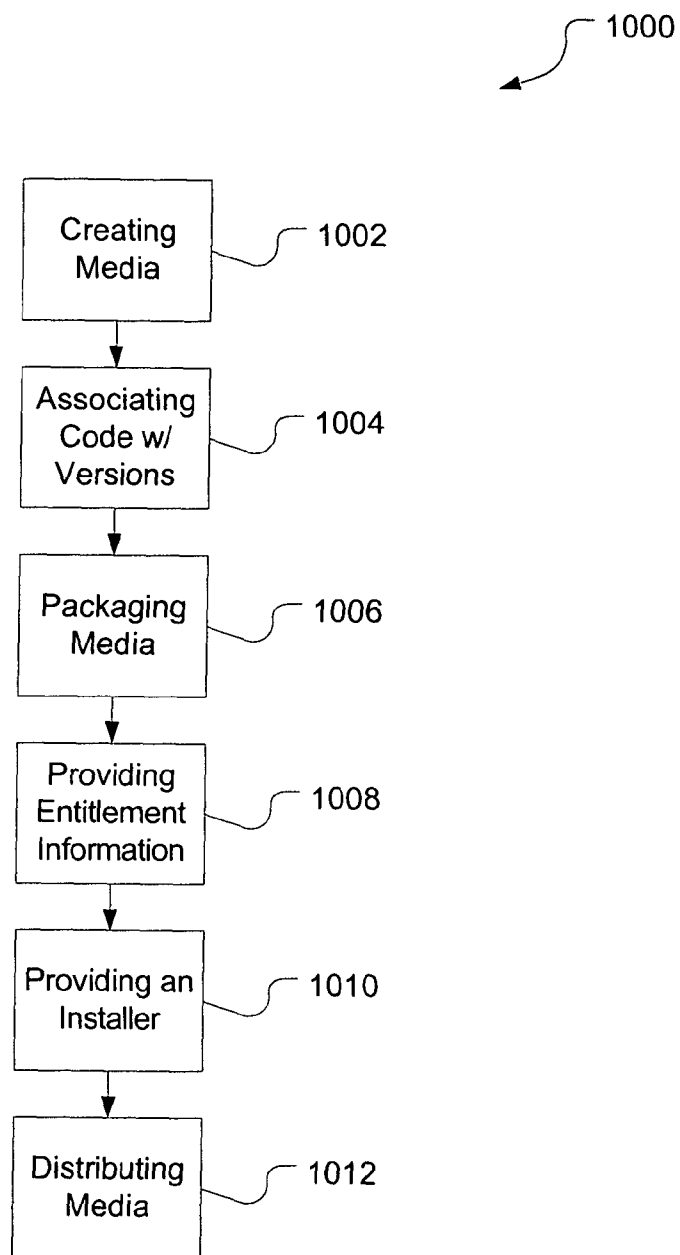 1000
Creating
Media
1002
Associating
Code w/
Versions
1004
Packaging
Media
1006
Providing
Entitlement
Information
1008
Providing an
Installer
1010
Distributing
Media
1012